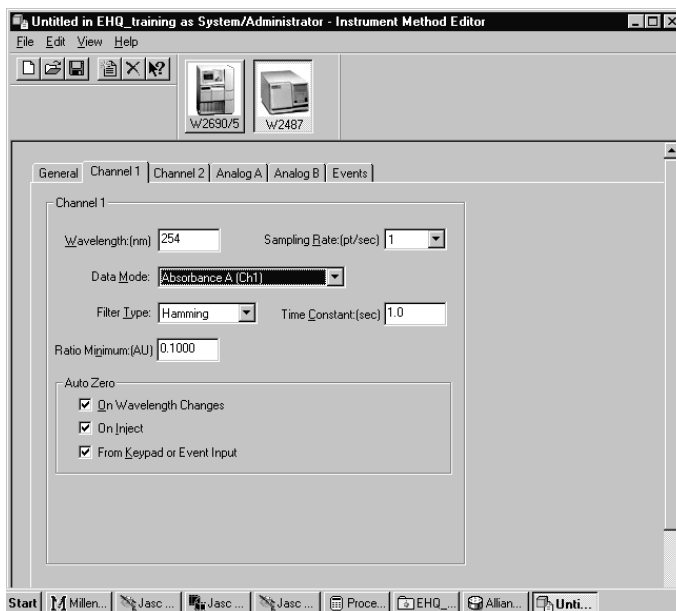 Untitled in EHQ_training as System/Administrator - Instrument Method Editor
File Edit View Help
W2690/5 W2487
General Channel 1 Channel 2 Analog A Analog B Events
Channel 1
Wavelength:(nm) 254 Sampling Rate:(pt/sec) 1
Data Mode: Absorbance A (Ch1)
Filter Type: Hamming Time Constant:(sec) 1.0
Ratio Minimum:(AU) 0.1000
Auto Zero
On Wavelength Changes
On Inject
From Keypad or Event Input
Start Millen... Jasc ... Jasc ... Jasc ... Proce... EHQ_... Allian... Unti...